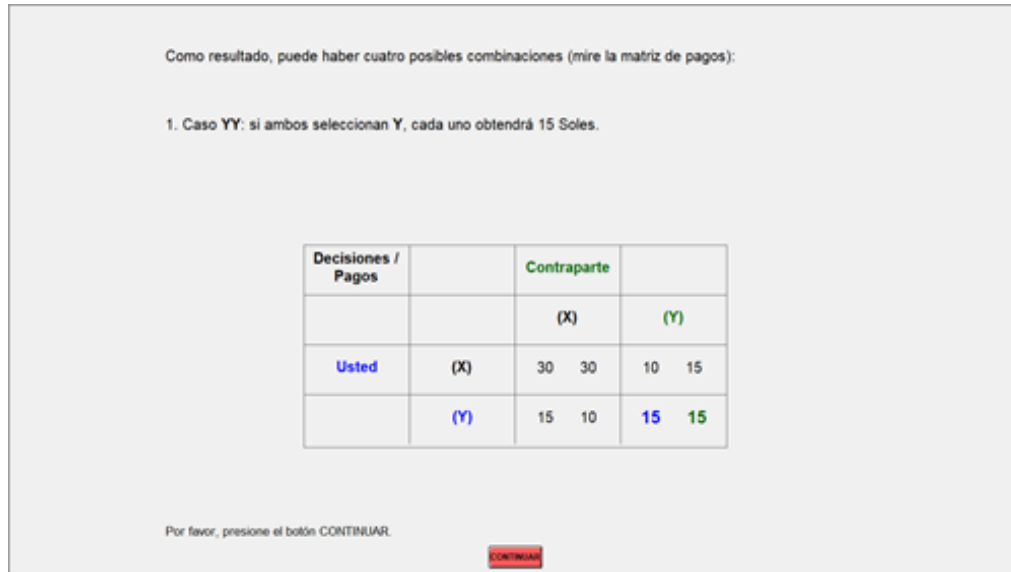 Como resultado, puede haber cuatro posibles combinaciones (mire la matriz de pagos):
1. Caso YY: si ambos seleccionan Y, cada uno obtendrá 15 Soles.
Decisiones /
Pagos
Contraparte
(X) (Y)
Usted (X) 30 30 10 15
(Y) 15 10 15 15
Por favor, presione el botón CONTINUAR.
CONTINUAR